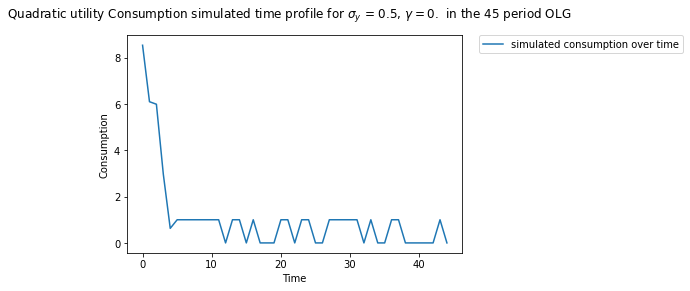 Quadratic utility Consumption simulated time profile for σy = 0.5, γ = 0.  in the 45 period OLG
simulated consumption over time
8
6
4
2
0
Consumption
0 10 20 30 40
Time